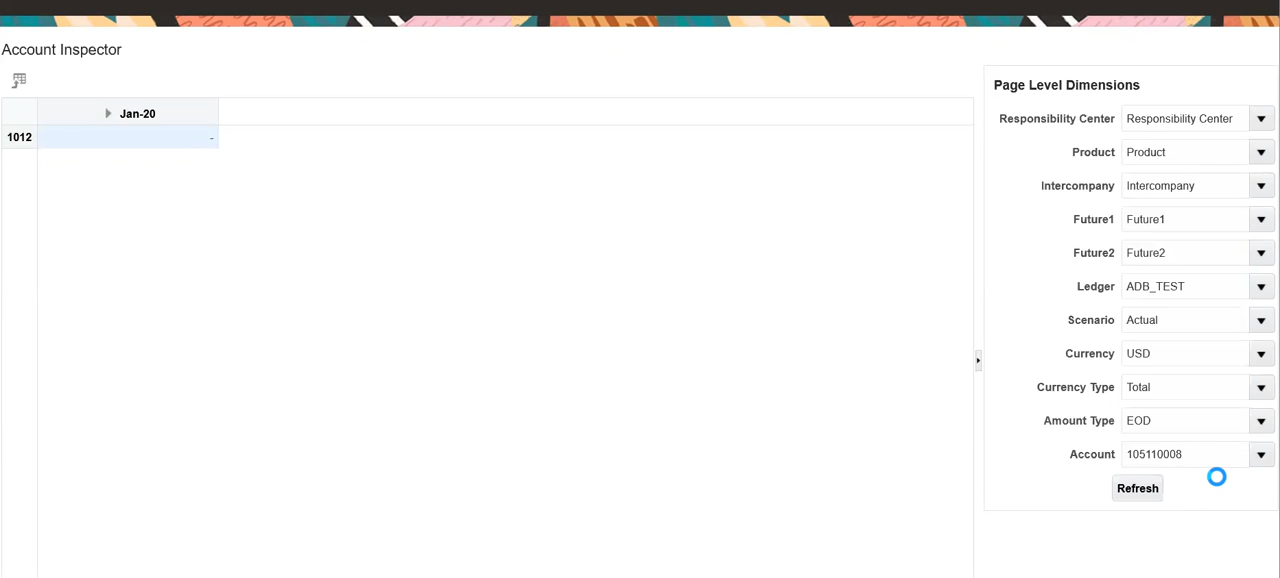 Account Inspector
Jan-20
1012 -
Page Level Dimensions
Responsibility Center Responsibility Center
Product Product
Intercompany Intercompany
Future1 Future1
Future2 Future2
Ledger ADB_TEST
Scenario Actual
Currency USD
Currency Type Total
Amount Type EOD
Account 105110008
Refresh